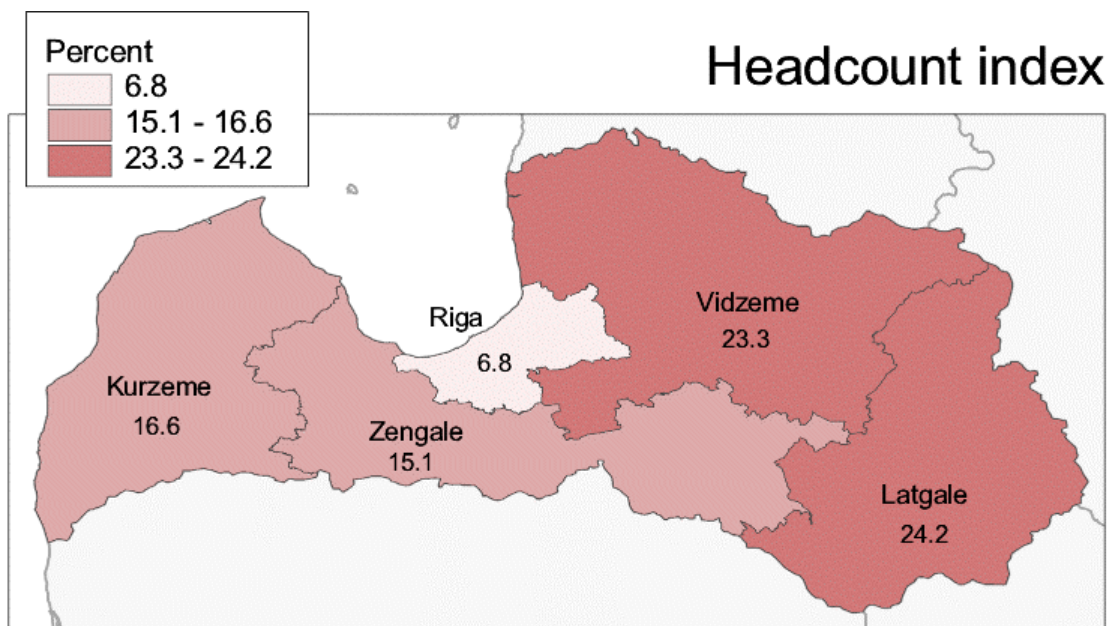 Percent
6.8
15.1 - 16.6
23.3 - 24.2
Headcount index
Riga
6.8
Vidzeme
23.3
Kurzeme
16.6
Zengale
15.1
Latgale
24.2